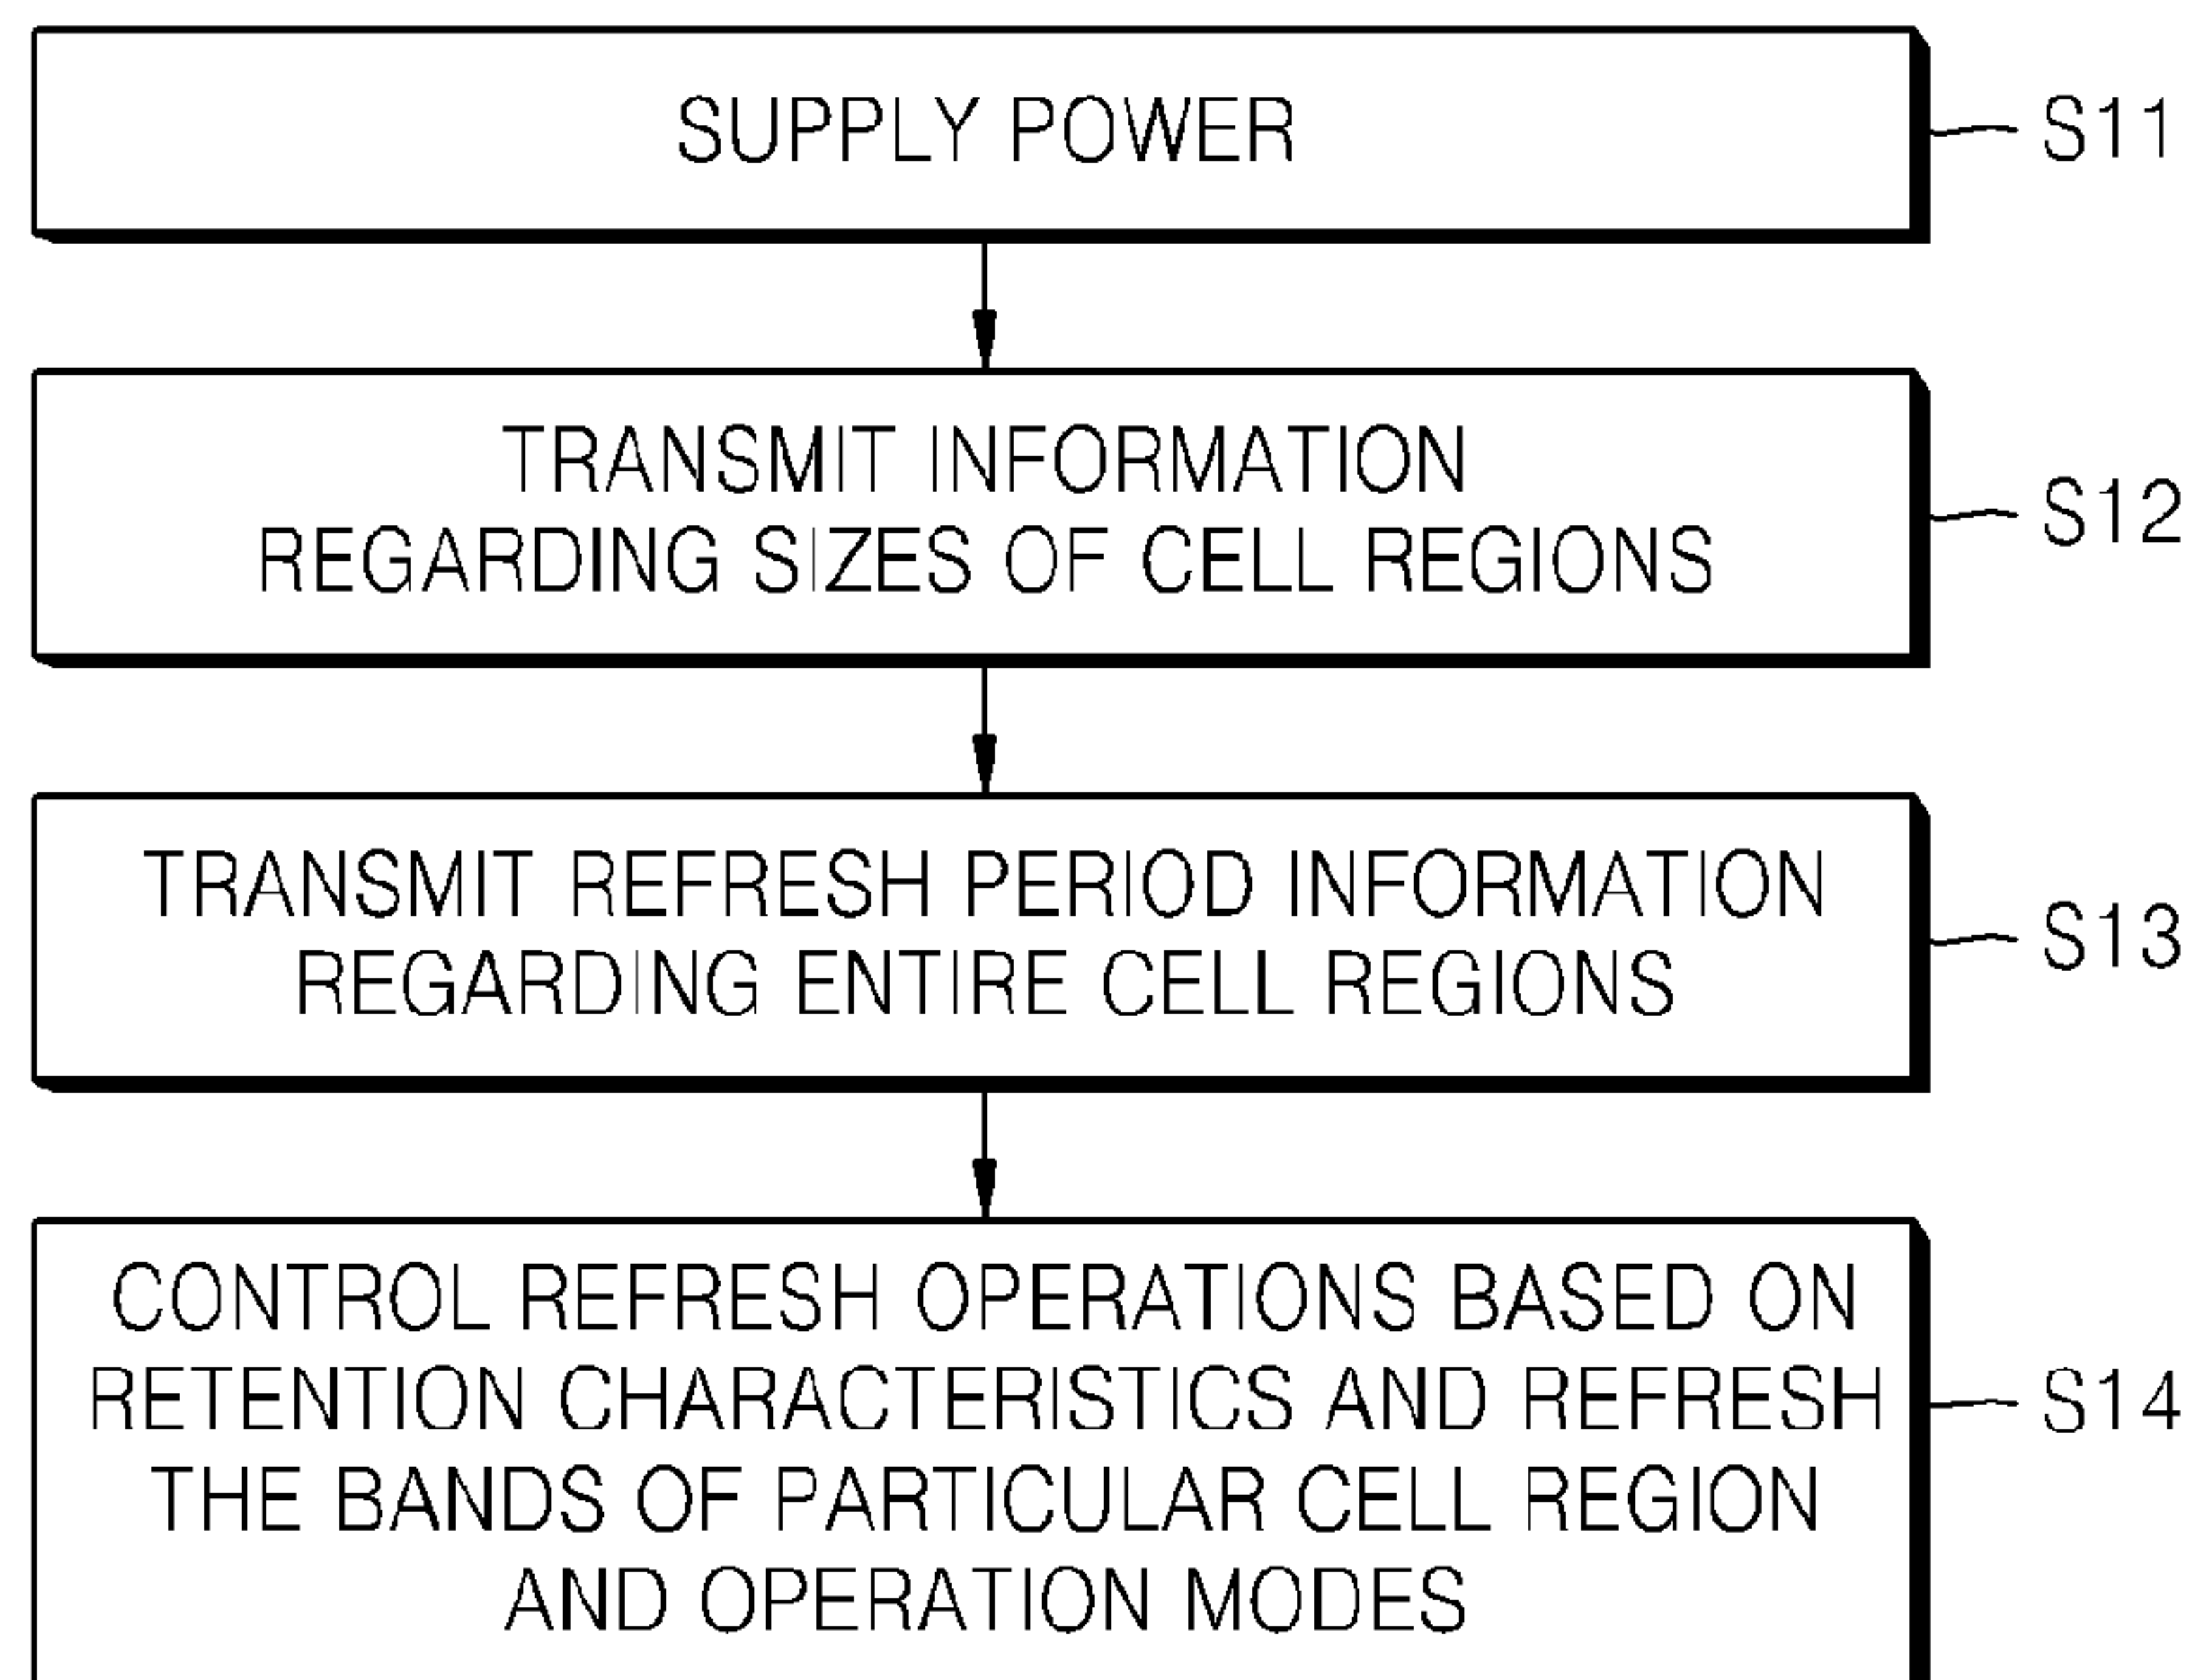 SUPPLY POWER
S11
TRANSMIT INFORMATION
REGARDING SIZES OF CELL REGIONS
S12
TRANSMIT REFRESH PERIOD INFORMATION
REGARDING ENTIRE CELL REGIONS
S13
CONTROL REFRESH OPERATIONS BASED ON
RETENTION CHARACTERISTICS AND REFRESH
THE BANDS OF PARTICULAR CELL REGION
AND OPERATION MODES
S14